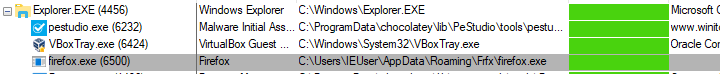 Explorer.EXE (4456) Windows Explorer C:\Windows\Explorer.EXE Microsoft C
pestudio.exe (6232) Malware Initial Ass... C:\ProgramData\chocolatey\lib\PeStudio\tools\pestu... www.winit
VBoxTray.exe (6424) VirtualBox Guest ... C:\Windows\System32\VBoxTray.exe Oracle Cor
firefox.exe (6500) Firefox C:\Users\IEUser\AppData\Roaming\Frfx\firefox.exe